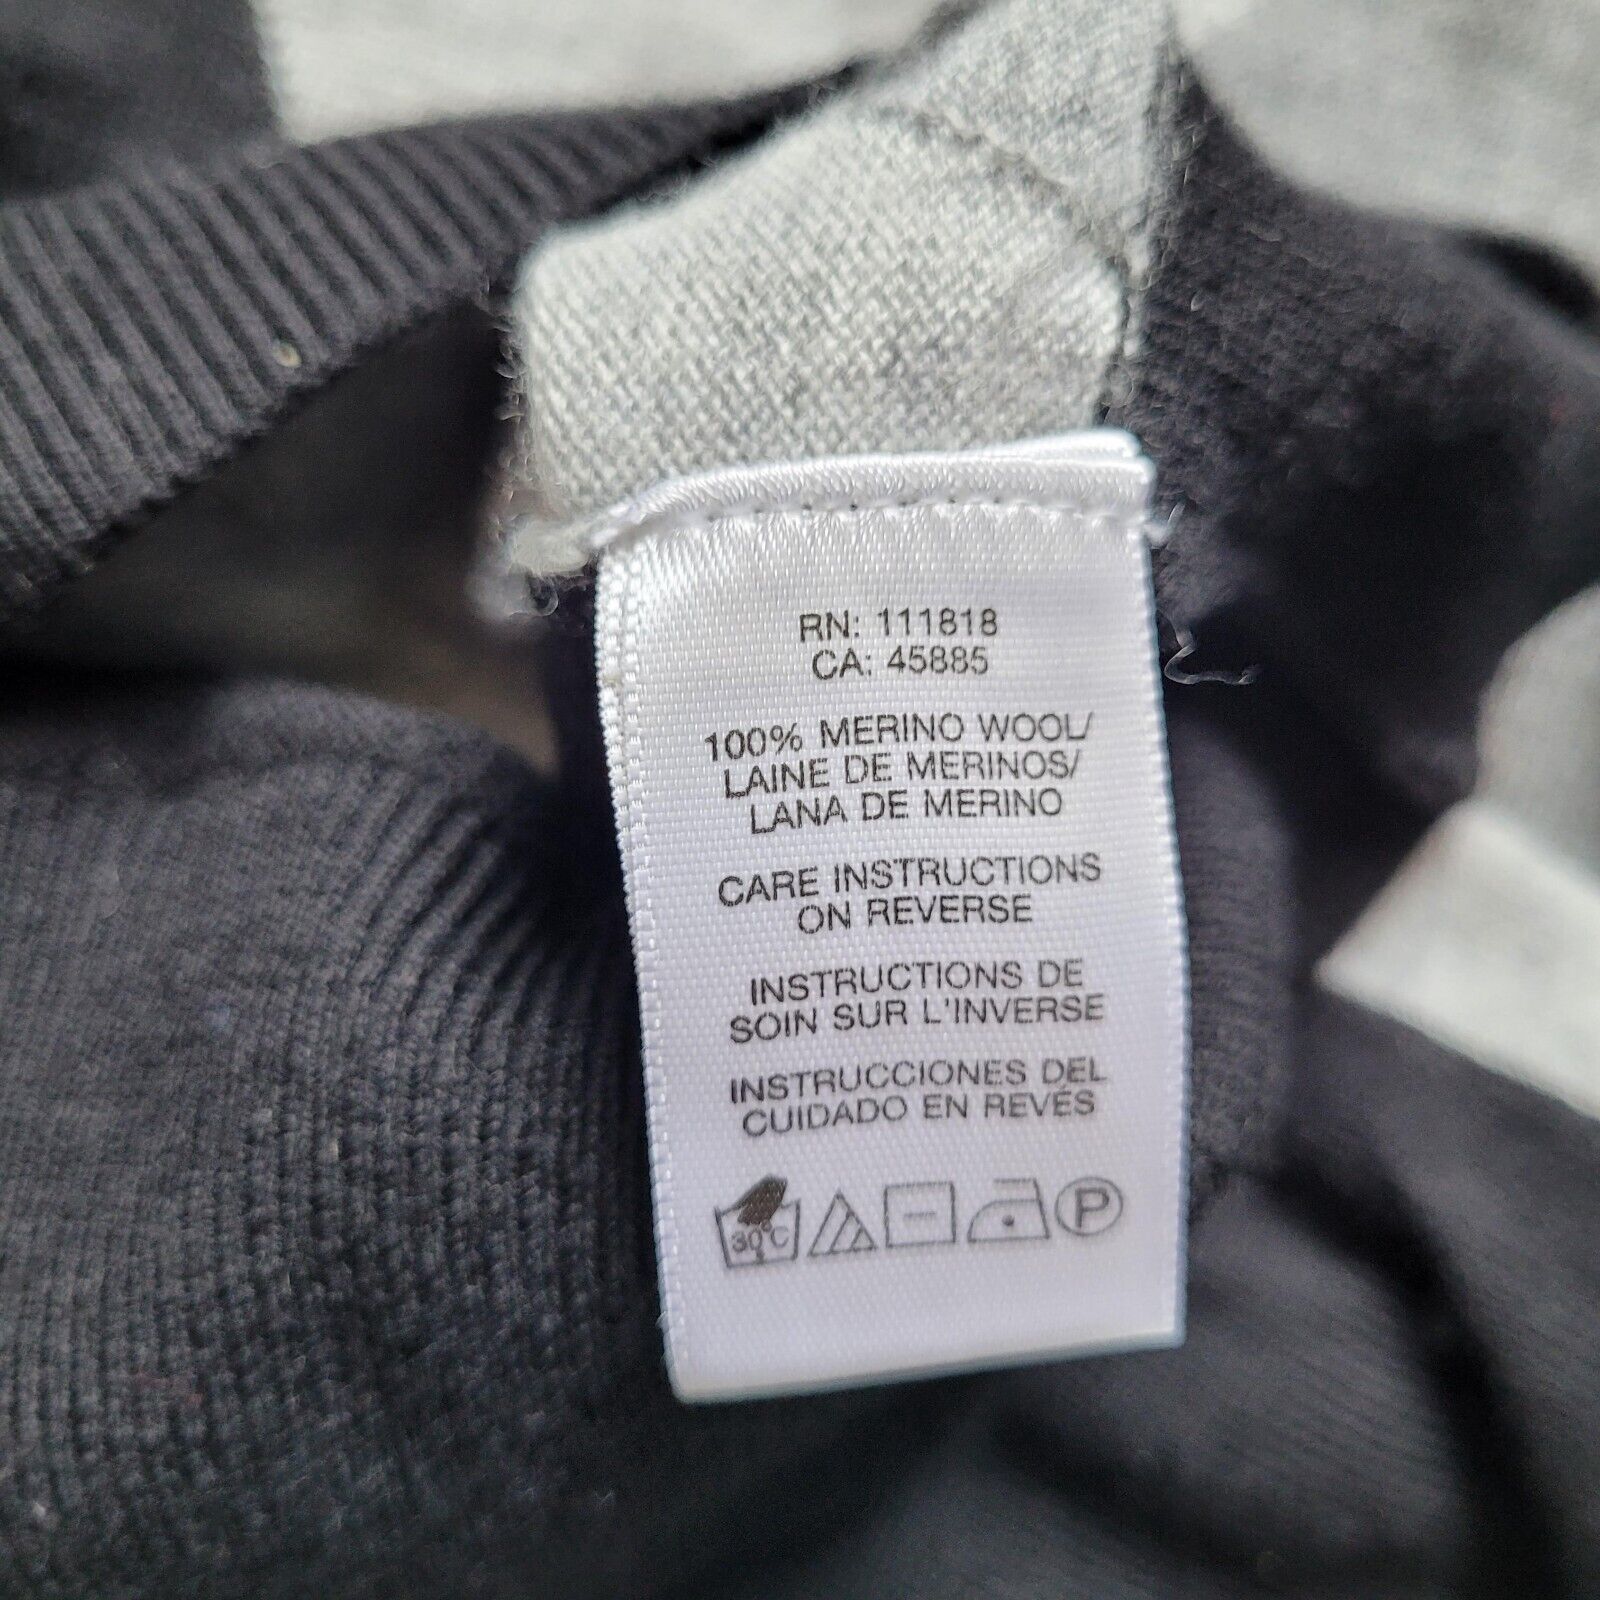 RN: 111818
CA: 45885
100% MERINO WOOL/
LAINE DE MERINOS/
LANA DE MERINO
CARE INSTRUCTIONS
ON REVERSE
INSTRUCTIONS DE
SOIN SUR L'INVERSE
INSTRUCCIONES DEL
CUIDADO EN REVÉS
30°C P